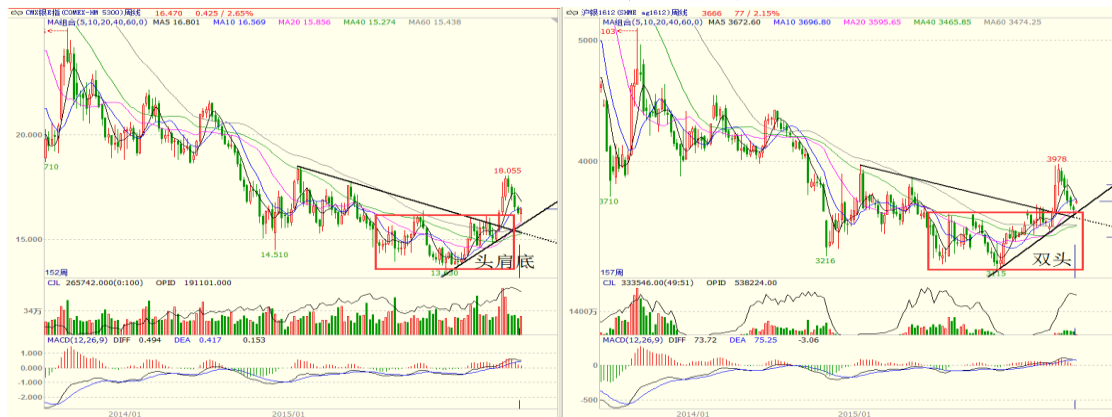 CMX银E指(COMEX-HM 5300)周线 16.470 0.425 / 2.65%
MA组合(5,10,20,40,60,0) MA5 16.801 MA10 16.569 MA20 15.856 MA40 15.274 MA60 15.438
20.000
710
18.055
15.000
14.510
头肩底
152周
CJL 265742.000(0:100) OPID 191101.000
34万
MACD(12,26,9) DIFF 0.494 DEA 0.417 0.153
1.000
0.000
-1.000
-2.000
2014/01 2015/01
沪银1612(SHME ag1612)周线 3666 77 / 2.15%
MA组合(5,10,20,40,60,0) MA5 3672.60 MA10 3696.80 MA20 3595.65 MA40 3465.85 MA60 3474.25
103
5000
3978
4000
3710
3216
双头
157周
CJL 333546.00(49:51) OPID 538224.00
1400万
MACD(12,26,9) DIFF 73.72 DEA 75.25 -3.06
0
-500
2014/01 2015/01